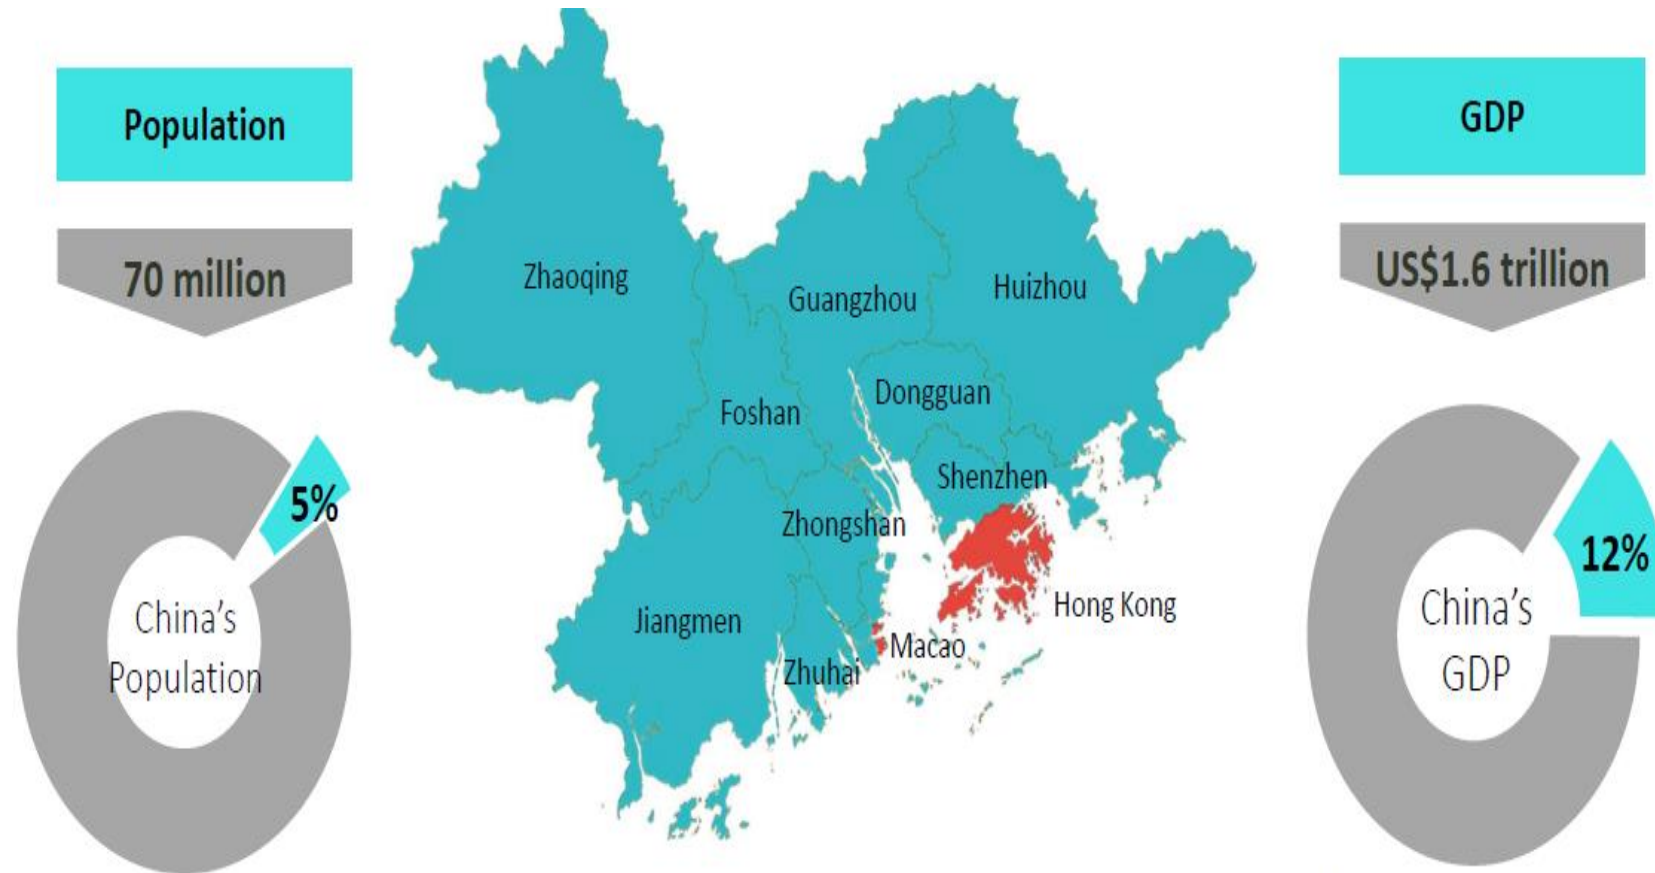 Population
70 million
5%
China's
Population
Zhaoqing
Guangzhou
Huizhou
Foshan
Dongguan
Shenzhen
Zhongshan
Jiangmen
Hong Kong
Macao
Zhuhai
GDP
US$1.6 trillion
12%
China's
GDP